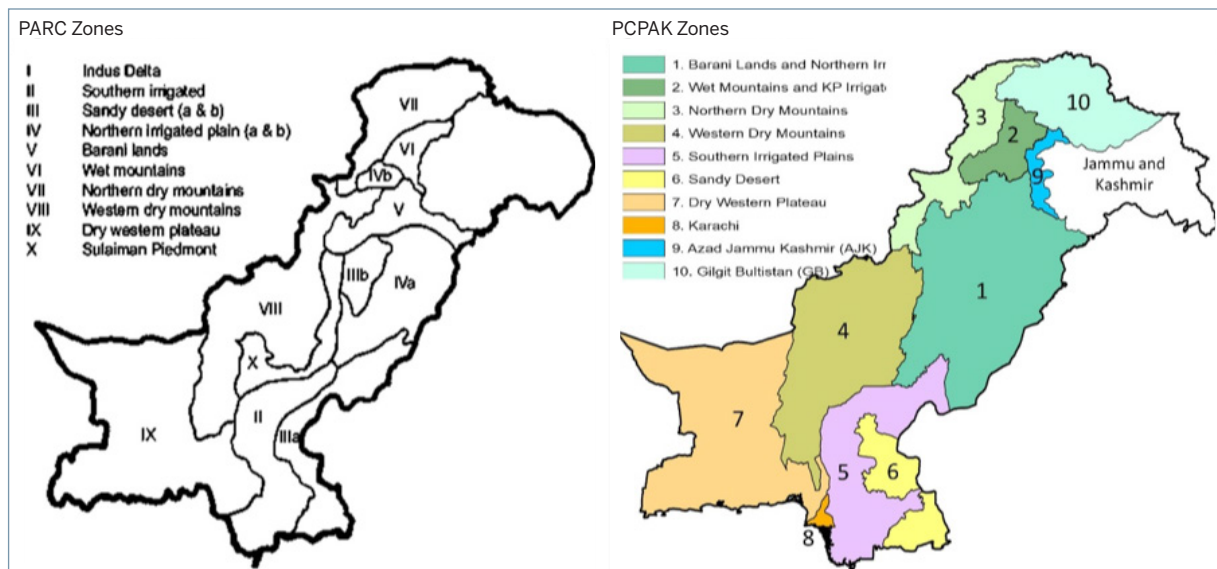 PARC Zones
I Indus Delta
II Southern irrigated
III Sandy desert (a & b)
IV Northern irrigated plain (a & b)
V Barani lands
VI Wet mountains
VII Northern dry mountains
VIII Western dry mountains
IX Dry western plateau
X Sulaiman Piedmont
VII
VI
IVb
V
IIIb
IVa
VIII
X
II
IIIa
IX
PCPAK Zones
1. Barani Lands and Northern Irr
2. Wet Mountains and KP Irrigat
3. Northern Dry Mountains
4. Western Dry Mountains
5. Southern Irrigated Plains
6. Sandy Desert
7. Dry Western Plateau
8. Karachi
9. Azad Jammu Kashmir (AJK)
10. Gilgit Bultistan (GB)
10
3
2
Jammu and
Kashmir
9
1
4
7
5
6
8